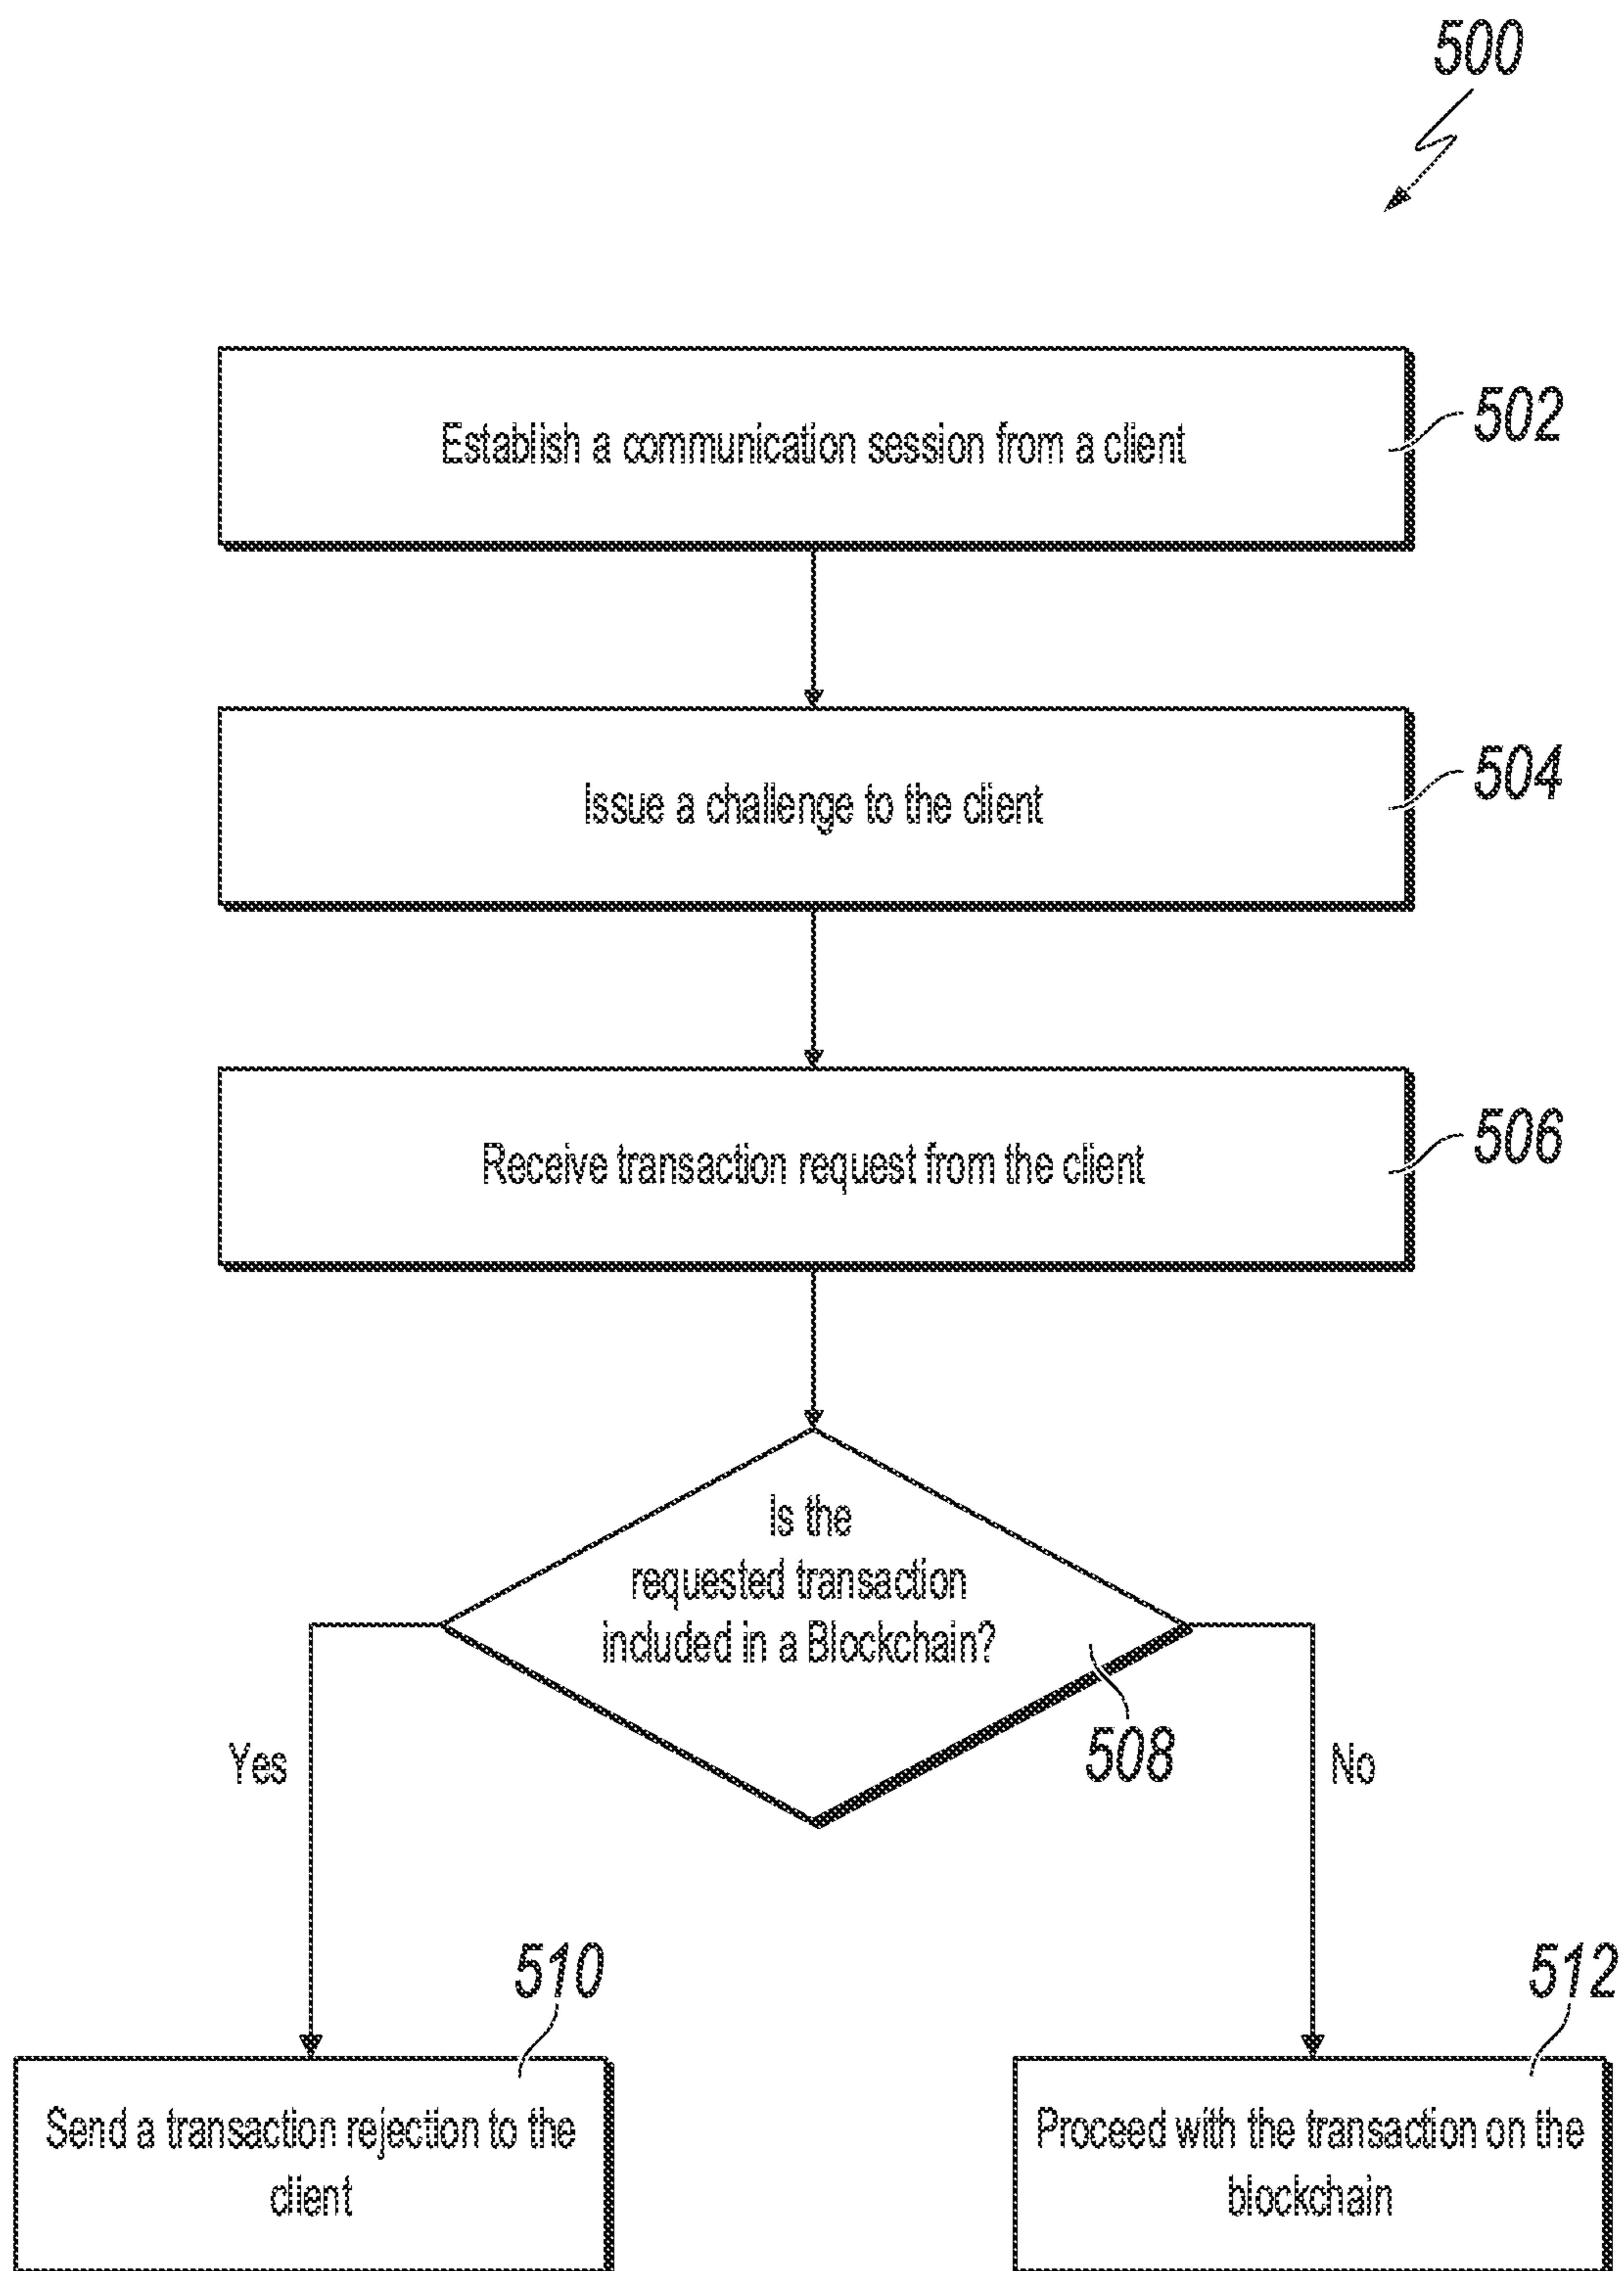 500
Establish a communication session from a client
502
Issue a challenge to the client
504
Receive transaction request from the client
506
Is the
requested transaction
included in a Blockchain?
508
Yes
No
510
512
Send a transaction rejection to the
client
Proceed with the transaction on the
blockchain